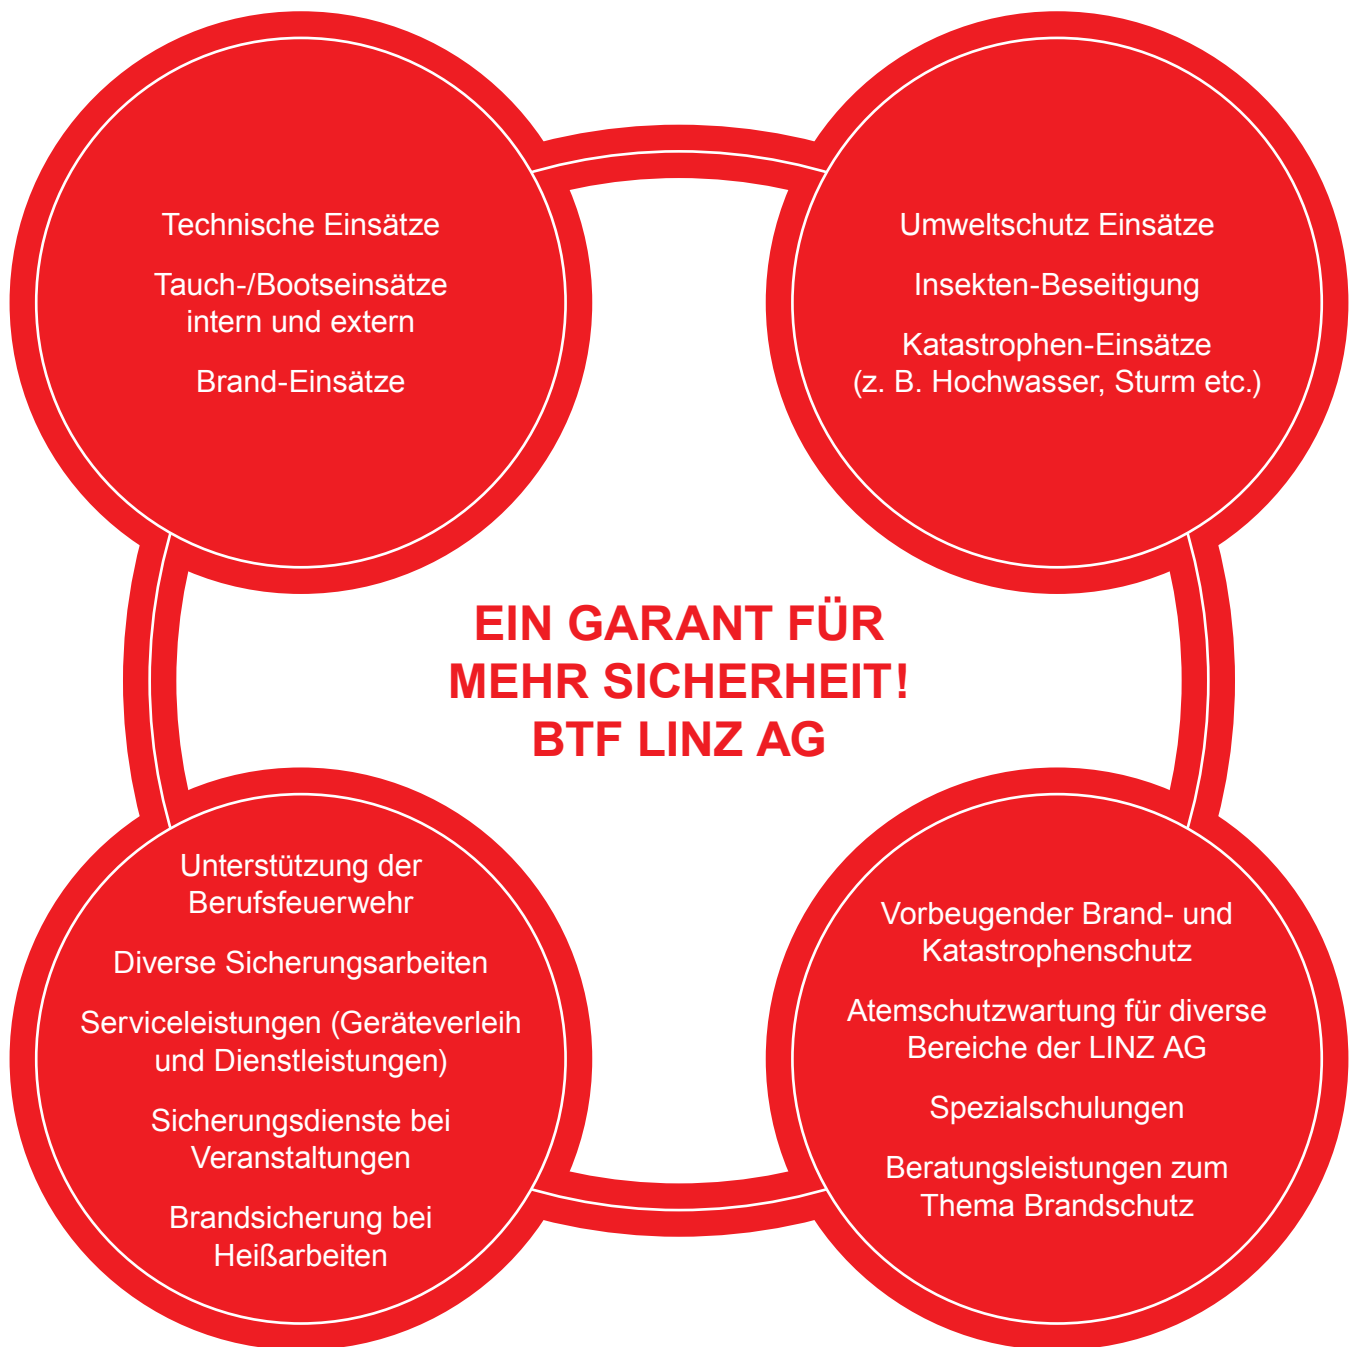 Technische Einsätze
Tauch-/Bootseinsätze
intern und extern
Brand-Einsätze
Umweltschutz Einsätze
Insekten-Beseitigung
Katastrophen-Einsätze
(z. B. Hochwasser, Sturm etc.)
EIN GARANT FÜR
MEHR SICHERHEIT!
BTF LINZ AG
Unterstützung der
Berufsfeuerwehr
Diverse Sicherungsarbeiten
Serviceleistungen (Geräteverleih
und Dienstleistungen)
Sicherungsdienste bei
Veranstaltungen
Brandsicherung bei
Heißarbeiten
Vorbeugender Brand- und
Katastrophenschutz
Atemschutzwartung für diverse
Bereiche der LINZ AG
Spezialschulungen
Beratungsleistungen zum
Thema Brandschutz